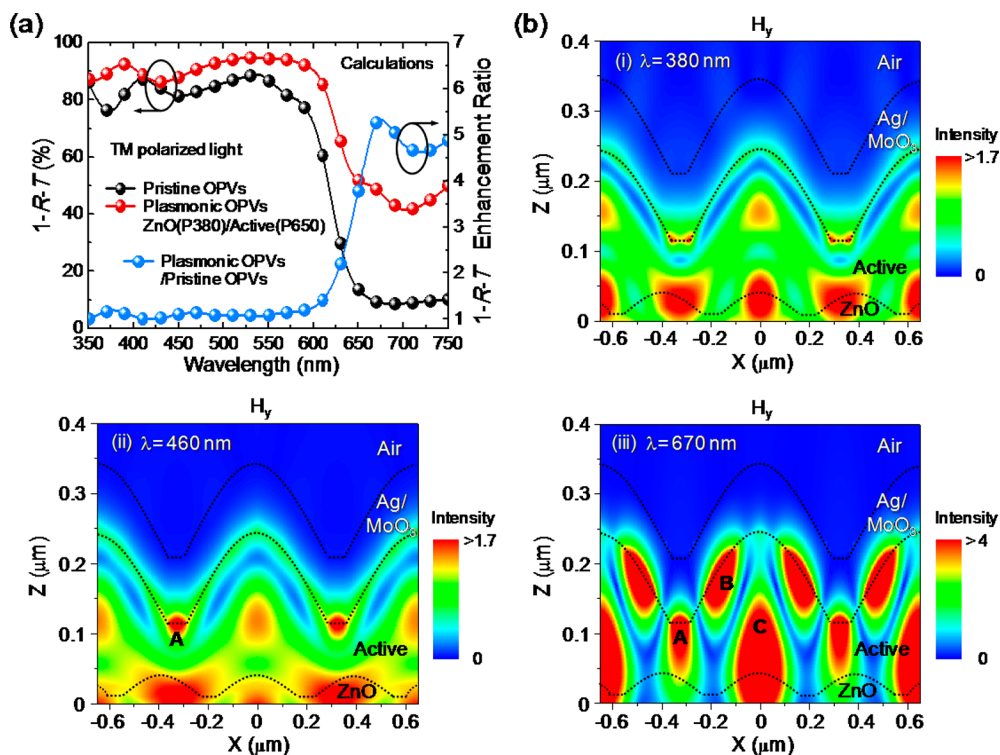 (a)
100
80
60
40
20
0
1-R-T (%)
Calculations
TM polarized light
Pristine OPVs
Plasmonic OPVs
ZnO(P380)/Active(P650)
Plasmonic OPVs
/Pristine OPVs
7
6
5
4
3
2
1
1-R-T Enhancement Ratio
350 400 450 500 550 600 650 700 750
Wavelength (nm)
(b)
Hy
(i) λ=380 nm
Air
Ag/
MoO3
Active
ZnO
0.4
0.3
0.2
0.1
0
Z (μm)
-0.6 -0.4 -0.2 0 0.2 0.4 0.6
X (μm)
Intensity
>1.7
0
Hy
(ii) λ=460 nm
Air
Ag/
MoO3
A
Active
ZnO
0.4
0.3
0.2
0.1
0
Z (μm)
-0.6 -0.4 -0.2 0 0.2 0.4 0.6
X (μm)
Intensity
>1.7
0
Hy
(iii) λ=670 nm
Air
Ag/
MoO3
B
A
C
Active
ZnO
0.4
0.3
0.2
0.1
0
Z (μm)
-0.6 -0.4 -0.2 0 0.2 0.4 0.6
X (μm)
Intensity
>4
0